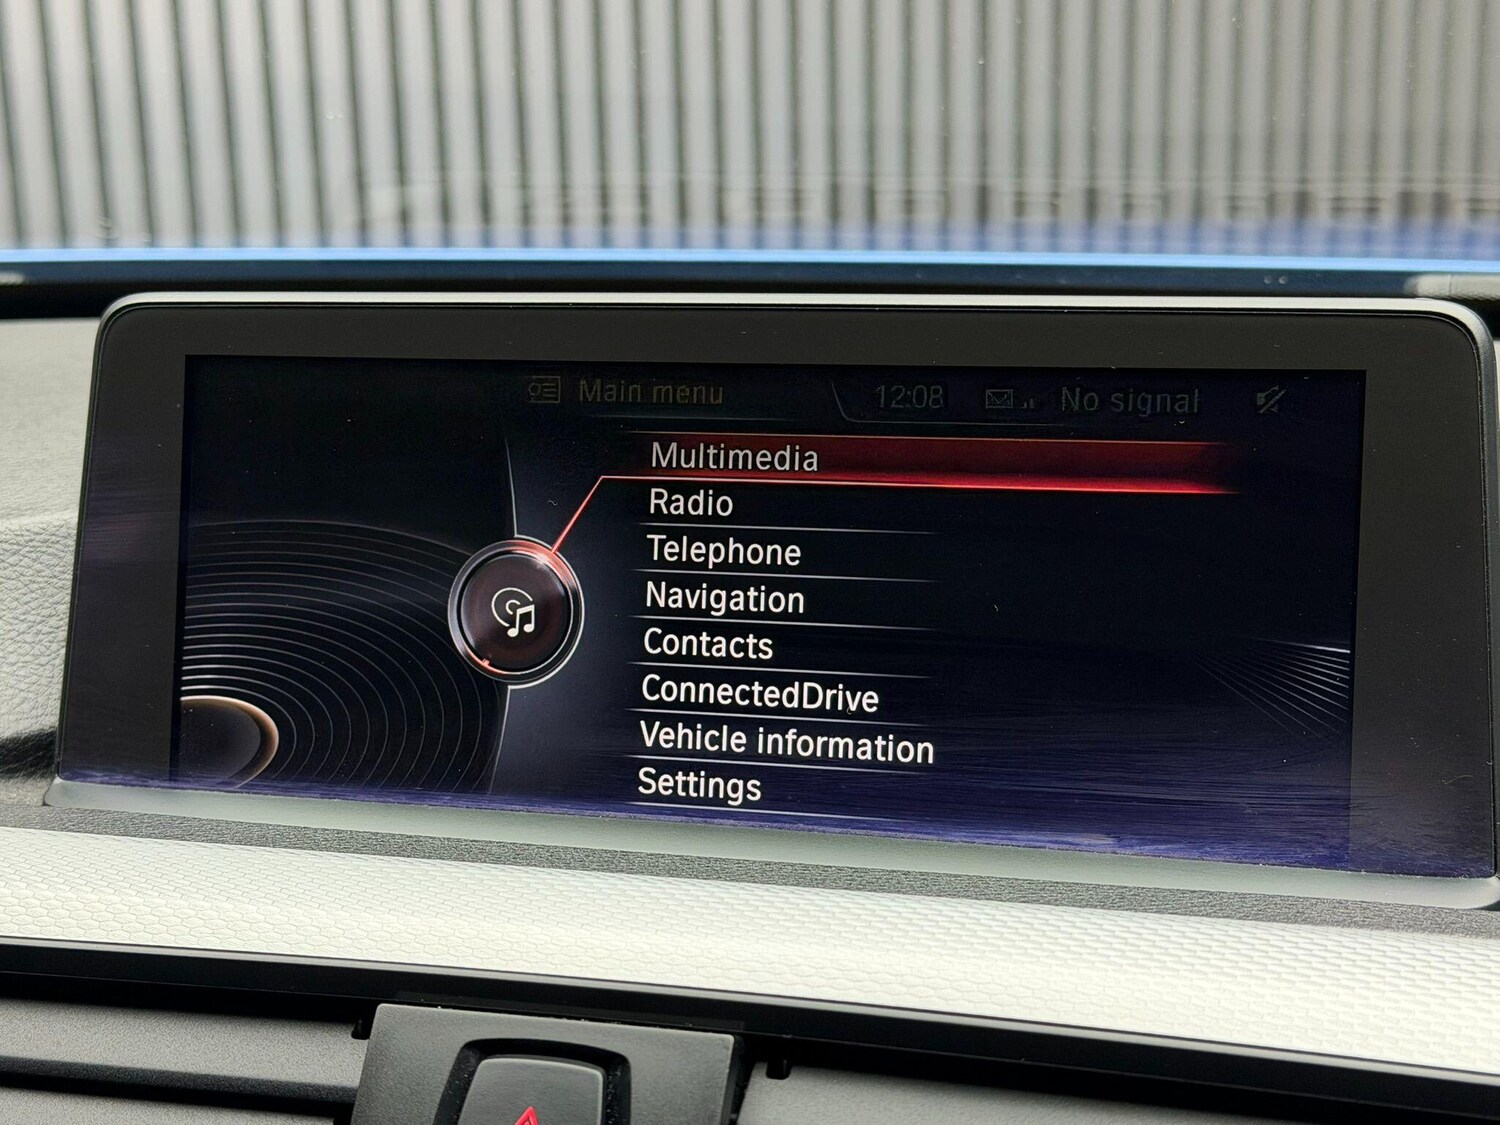 Main menu 12:08 No signal
Multimedia
Radio
Telephone
Navigation
Contacts
ConnectedDrive
Vehicle information
Settings